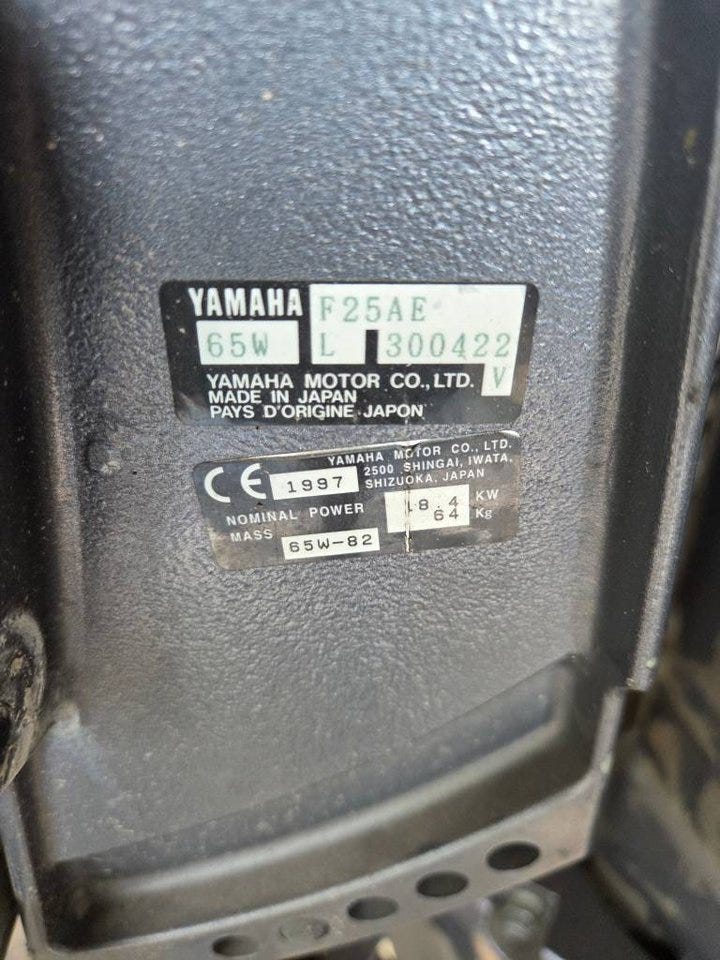 YAMAHA F25AE
65W L 300422
YAMAHA MOTOR CO., LTD. V
MADE IN JAPAN
PAYS D'ORIGINE JAPON
CE 1997 YAMAHA MOTOR CO., LTD.
2500 SHINGAI, IWATA,
SHIZUOKA, JAPAN
NOMINAL POWER 18.4 KW
MASS 64 Kg
65W-82